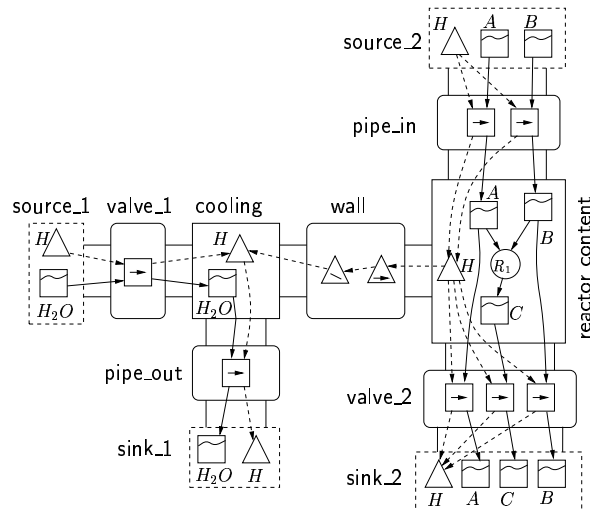 H A B
source_2
pipe_in
source_1 valve_1 cooling wall
A
B
H
H
H
R1
H2O
H2O
C
reactor content
pipe_out
valve_2
sink_1
H2O H
sink_2
H A C B